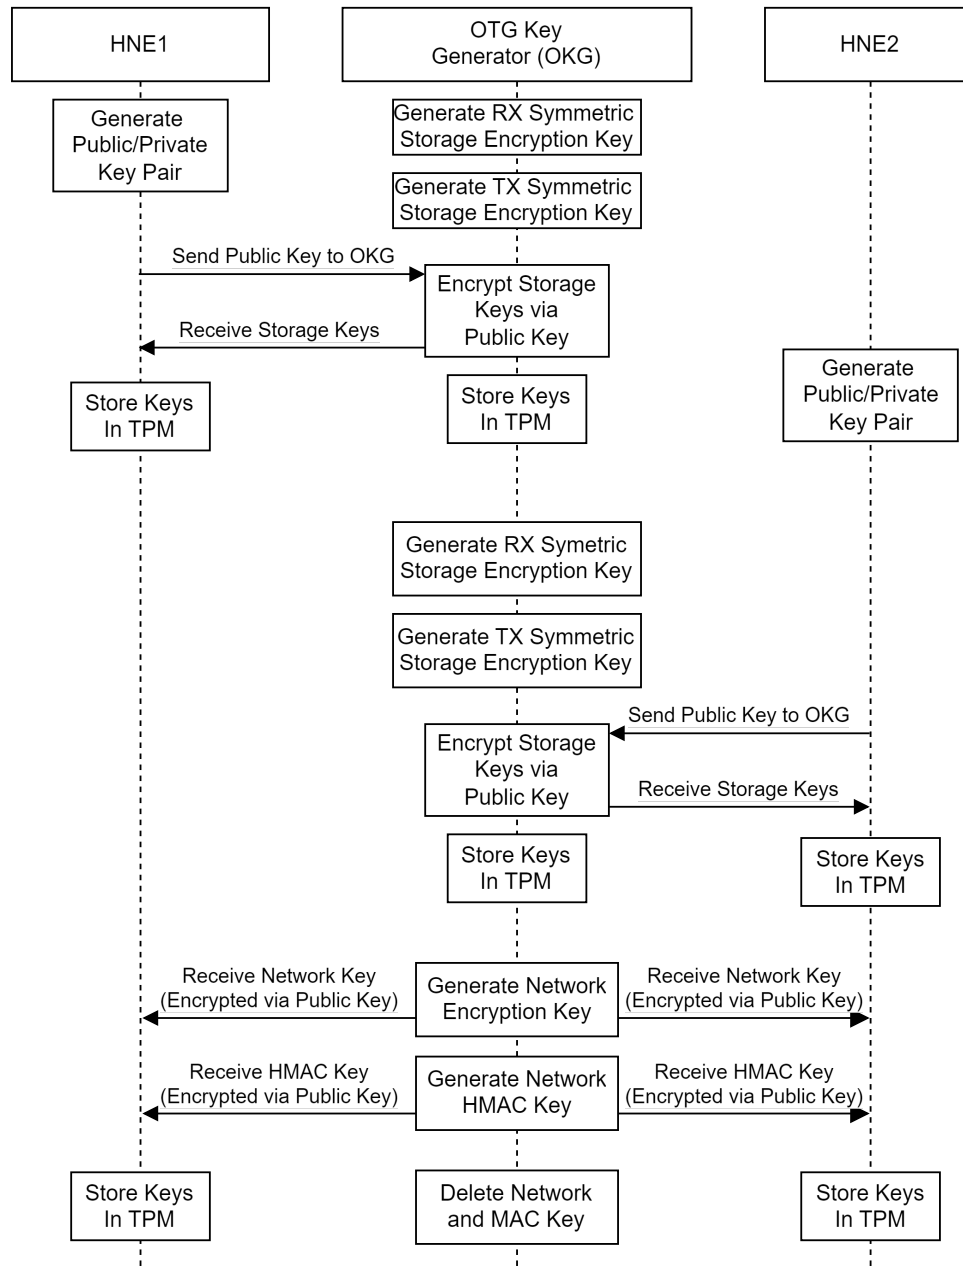 HNE1
OTG Key
Generator (OKG)
HNE2
Generate
Public/Private
Key Pair
Generate RX Symmetric
Storage Encryption Key
Generate TX Symmetric
Storage Encryption Key
Send Public Key to OKG
Encrypt Storage
Keys via
Public Key
Receive Storage Keys
Generate
Public/Private
Key Pair
Store Keys
In TPM
Store Keys
In TPM
Generate RX Symetric
Storage Encryption Key
Generate TX Symmetric
Storage Encryption Key
Send Public Key to OKG
Encrypt Storage
Keys via
Public Key
Receive Storage Keys
Store Keys
In TPM
Store Keys
In TPM
Receive Network Key
(Encrypted via Public Key)
Generate Network
Encryption Key
Receive Network Key
(Encrypted via Public Key)
Receive HMAC Key
(Encrypted via Public Key)
Generate Network
HMAC Key
Receive HMAC Key
(Encrypted via Public Key)
Store Keys
In TPM
Delete Network
and MAC Key
Store Keys
In TPM